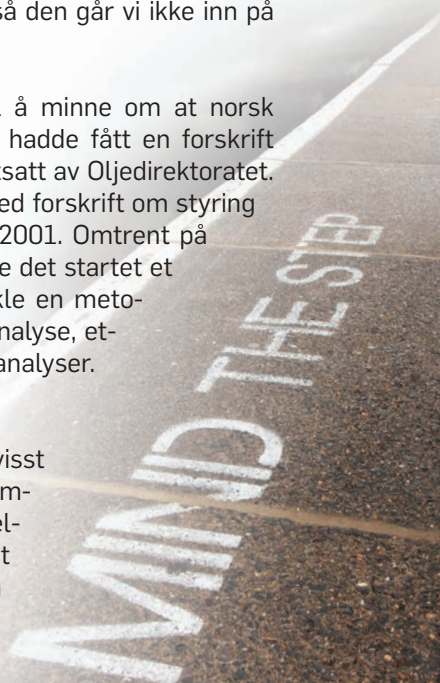 så den går vi ikke inn på
å minne om at norsk
hadde fått en forskrift
satt av Oljedirektoratet.
ed forskrift om styring
2001. Omtrent på
e det startet et
kle en meto-
nalyse, et-
analyser.
visst
m-
el-
t
MIND THE STEP